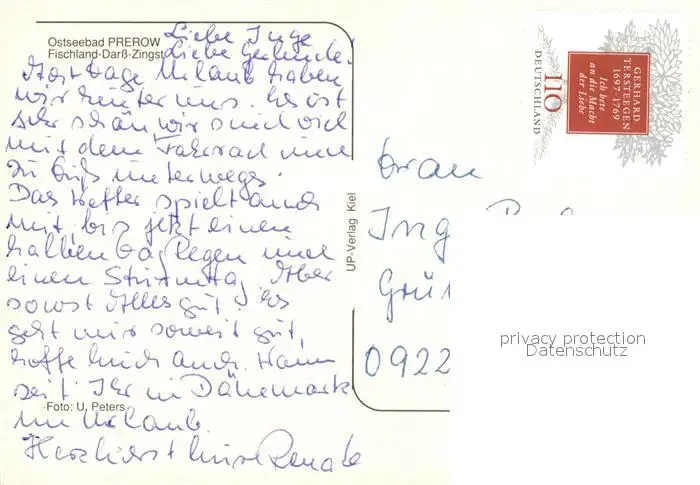 Ostseebad PREROW
Fischland-Darß-Zingst
Liebe Inge
Liebe Gerlinde.
Tage Urlaub haben
wir hinter uns. Es ist
sehr schön wir sind viel
mit dem Fahrrad und
zu Fuß unterwegs.
Das Wetter spielt auch
mit, bis jetzt einen
halben Tag Regen und
einen Sturmtag. Aber
sonst Alles gut. Es
geht mir soweit gut,
hoffe Euch auch. Wann
seit Ihr in Dänemark
im Urlaub.
Herzlichst Eure Renate
Foto: U. Peters
UP-Verlag Kiel
GERHARD
TERSTEEGEN
1697-1769
Ich bete
an die Macht
der Liebe
110
DEUTSCHLAND
Frau
Ing
Grü
0922
privacy protection
Datenschutz